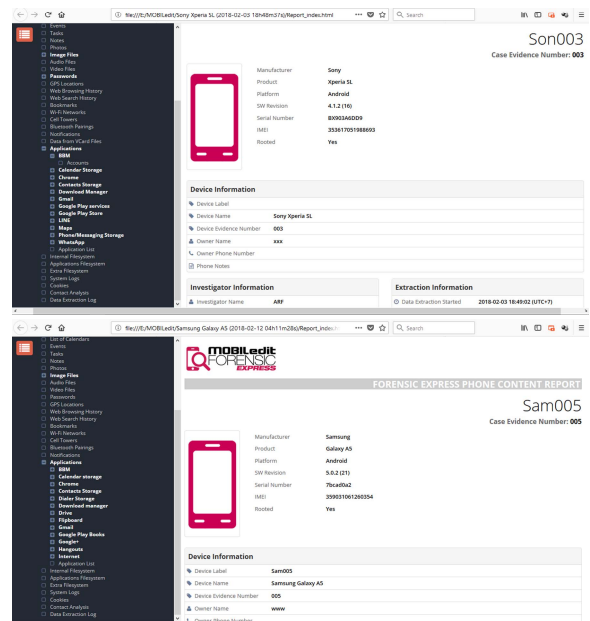 file:///E:/MOBILedit/Sony Xperia SL (2018-02-03 18h48m37s)/Report_index.html
Search
Events
Tasks
Notes
Photos
Image Files
Audio Files
Video Files
Passwords
GPS Locations
Web Browsing History
Web Search History
Bookmarks
Wi-Fi Networks
Cell Towers
Bluetooth Pairings
Notifications
Data from VCard Files
Applications
BBM
Accounts
Calendar Storage
Chrome
Contacts Storage
Download Manager
Gmail
Google Play services
Google Play Store
LINE
Maps
Phone/Messaging Storage
WhatsApp
Application List
Internal Filesystem
Applications Filesystem
Extra Filesystem
System Logs
Cookies
Contact Analysis
Data Extraction Log
Son003
Case Evidence Number: 003
Manufacturer Sony
Product Xperia SL
Platform Android
SW Revision 4.1.2 (16)
Serial Number BX903A6DD9
IMEI 353617051988693
Rooted Yes
Device Information
Device Label
Device Name Sony Xperia SL
Device Evidence Number 003
Owner Name xxx
Owner Phone Number
Phone Notes
Investigator Information
Investigator Name ARF
Extraction Information
Data Extraction Started 2018-02-03 18:49:02 (UTC+7)
file:///E:/MOBILedit/Samsung Galaxy A5 (2018-02-12 04h11m28s)/Report_index.h
Search
List of Calendars
Events
Tasks
Notes
Photos
Image Files
Audio Files
Video Files
Passwords
GPS Locations
Web Browsing History
Web Search History
Bookmarks
Wi-Fi Networks
Cell Towers
Bluetooth Pairings
Notifications
Applications
BBM
Calendar storage
Chrome
Contacts Storage
Dialer Storage
Download manager
Drive
Flipboard
Gmail
Google Play Books
Google+
Hangouts
Internet
Application List
Internal Filesystem
Applications Filesystem
Extra Filesystem
System Logs
Cookies
Contact Analysis
Data Extraction Log
MOBILedit
FORENSIC
EXPRESS
FORENSIC EXPRESS PHONE CONTENT REPORT
Sam005
Case Evidence Number: 005
Manufacturer Samsung
Product Galaxy A5
Platform Android
SW Revision 5.0.2 (21)
Serial Number 7bcad0a2
IMEI 359031061260354
Rooted Yes
Device Information
Device Label Sam005
Device Name Samsung Galaxy A5
Device Evidence Number 005
Owner Name www
Owner Phone Number